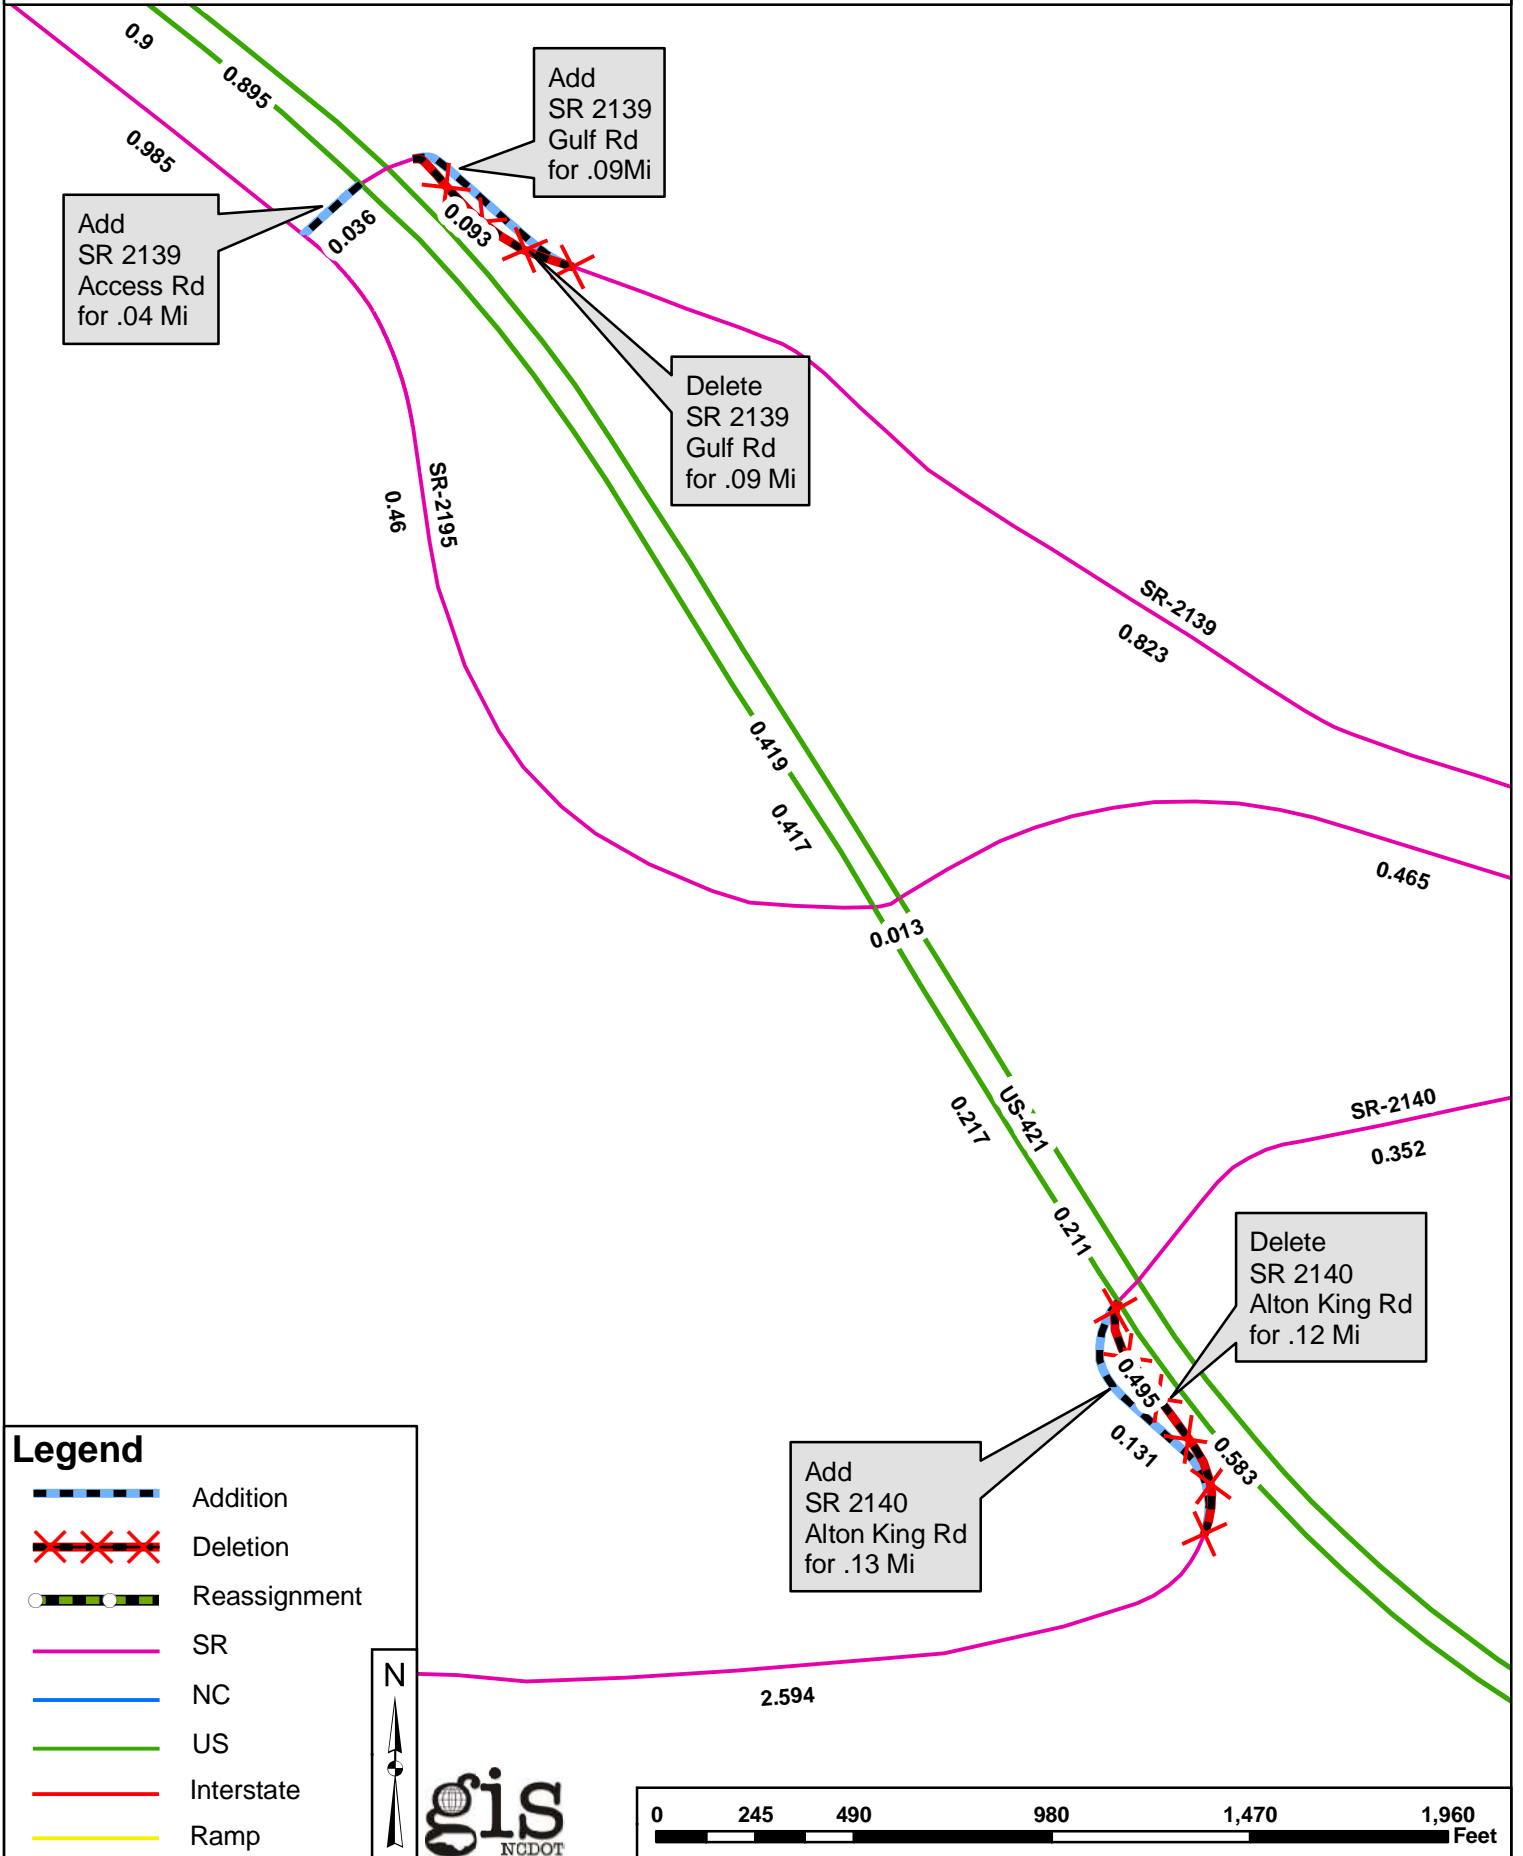 0.9
0.895
0.985
Add
SR 2139
Gulf Rd
for .09Mi
Add
SR 2139
Access Rd
for .04 Mi
0.036
0.093
Delete
SR 2139
Gulf Rd
for .09 Mi
SR-2195
0.46
SR-2139
0.823
0.419
0.417
0.465
0.013
US-421
0.217
SR-2140
0.352
0.211
Delete
SR 2140
Alton King Rd
for .12 Mi
0.495
0.131
0.583
Add
SR 2140
Alton King Rd
for .13 Mi
2.594
Legend
Addition
Deletion
Reassignment
SR
NC
US
Interstate
Ramp
N
gis
NCDOT
0 245 490 980 1,470 1,960
Feet